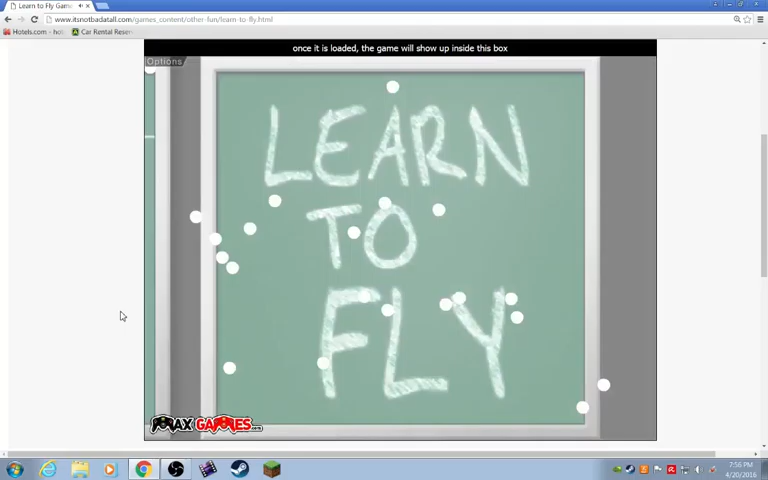 Learn to Fly Game
www.itsnotbadatall.com/games_content/other-fun/learn-to-fly.html
Hotels.com - hot
Car Rental Reser
once it is loaded, the game will show up inside this box
Options
LEARN
TO
FLY
MAX GAMES.com
7:56 PM
4/20/2016